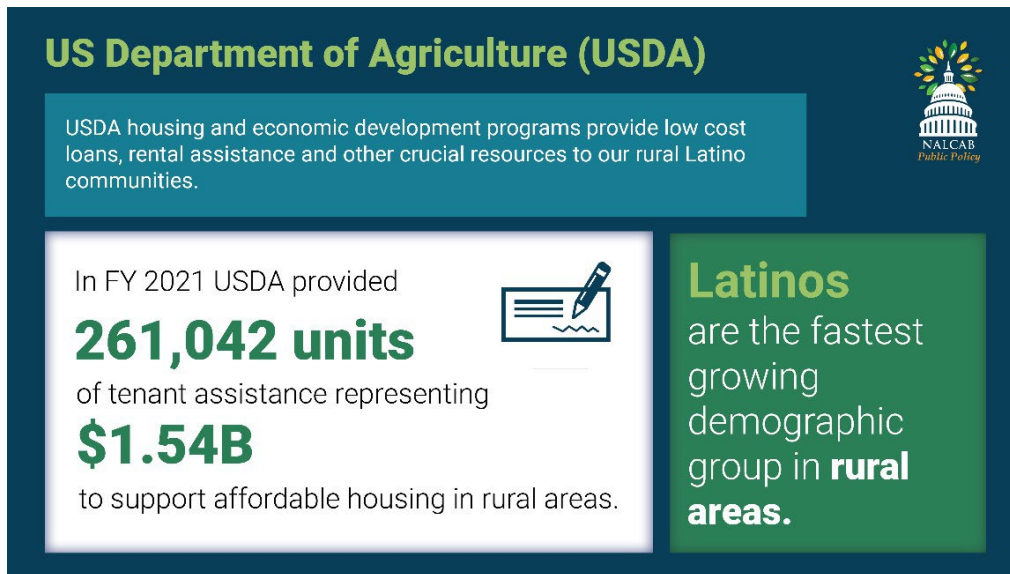 US Department of Agriculture (USDA)
USDA housing and economic development programs provide low cost
loans, rental assistance and other crucial resources to our rural Latino
communities.
NALCAB
Public Policy
In FY 2021 USDA provided
261,042 units
of tenant assistance representing
$1.54B
to support affordable housing in rural areas.
Latinos
are the fastest
growing
demographic
group in rural
areas.